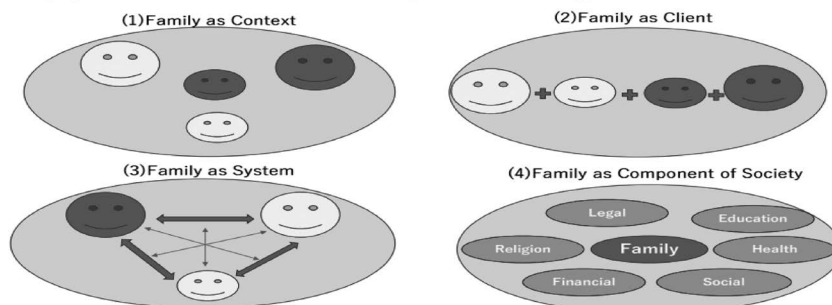 (1)Family as Context
(2)Family as Client
(3)Family as System
(4)Family as Component of Society
Legal
Education
Religion
Family
Health
Financial
Social